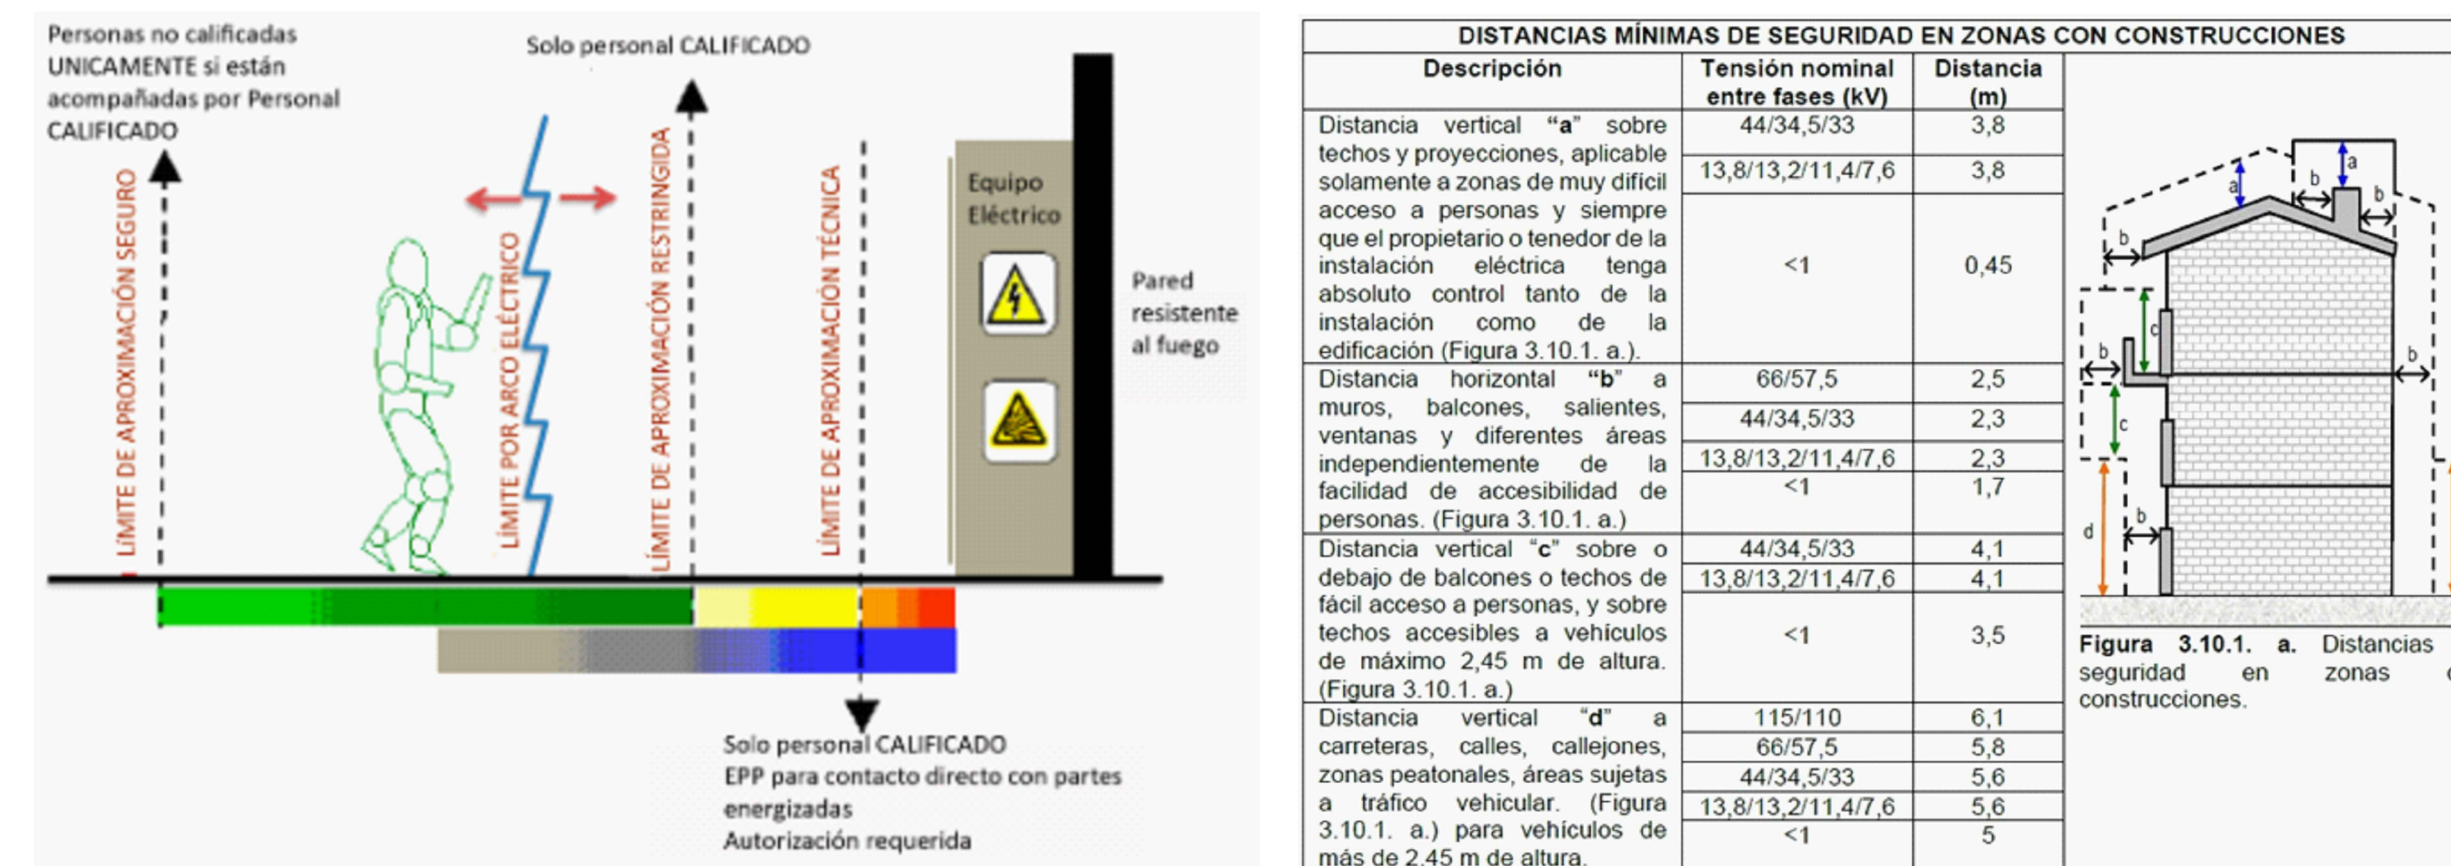 Personas no calificadas
UNICAMENTE si están
acompañadas por Personal
CALIFICADO
Solo personal CALIFICADO
LÍMITE DE APROXIMACIÓN SEGURO
LÍMITE POR ARCO ELÉCTRICO
LÍMITE DE APROXIMACIÓN RESTRINGIDA
LÍMITE DE APROXIMACIÓN TÉCNICA
Equipo
Eléctrico
Pared
resistente
al fuego
Solo personal CALIFICADO
EPP para contacto directo con partes
energizadas
Autorización requerida
DISTANCIAS MÍNIMAS DE SEGURIDAD EN ZONAS CON CONSTRUCCIONES
Descripción
Tensión nominal
entre fases (kV)
Distancia
(m)
Distancia vertical “a” sobre
techos y proyecciones, aplicable
solamente a zonas de muy difícil
acceso a personas y siempre
que el propietario o tenedor de la
instalación eléctrica tenga
absoluto control tanto de la
instalación como de la
edificación (Figura 3.10.1. a.).
44/34,5/33 3,8
13,8/13,2/11,4/7,6 3,8
<1 0,45
Distancia horizontal “b” a
muros, balcones, salientes,
ventanas y diferentes áreas
independientemente de la
facilidad de accesibilidad de
personas. (Figura 3.10.1. a.)
66/57,5 2,5
44/34,5/33 2,3
13,8/13,2/11,4/7,6 2,3
<1 1,7
Distancia vertical “c” sobre o
debajo de balcones o techos de
fácil acceso a personas, y sobre
techos accesibles a vehículos
de máximo 2,45 m de altura.
(Figura 3.10.1. a.)
44/34,5/33 4,1
13,8/13,2/11,4/7,6 4,1
<1 3,5
Distancia vertical “d” a
carreteras, calles, callejones,
zonas peatonales, áreas sujetas
a tráfico vehicular. (Figura
3.10.1. a.) para vehículos de
más de 2,45 m de altura.
115/110 6,1
66/57,5 5,8
44/34,5/33 5,6
13,8/13,2/11,4/7,6 5,6
<1 5
a
a
b
b
b
c
b
b
c
b
d
Figura 3.10.1. a. Distancias
seguridad en zonas
construcciones.